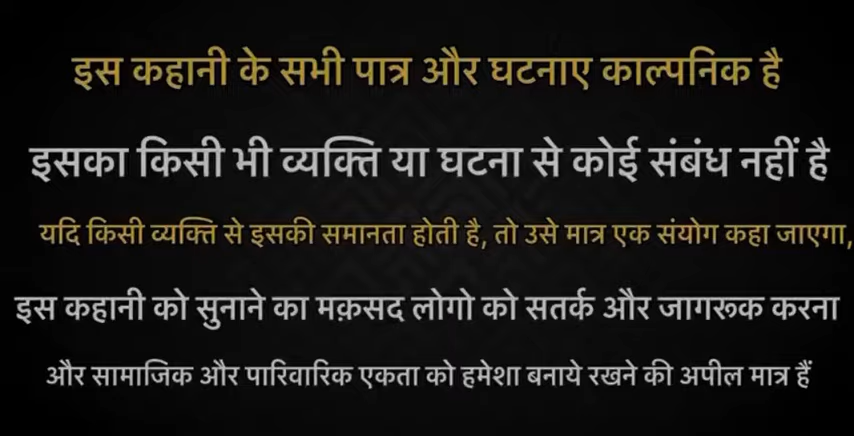 इस कहानी के सभी पात्र और घटनाए काल्पनिक है
इसका किसी भी व्यक्ति या घटना से कोई संबंध नहीं है
यदि किसी व्यक्ति से इसकी समानता होती है, तो उसे मात्र एक संयोग कहा जाएगा,
इस कहानी को सुनाने का मक़सद लोगो को सतर्क और जागरूक करना
और सामाजिक और पारिवारिक एकता को हमेशा बनाये रखने की अपील मात्र हैं